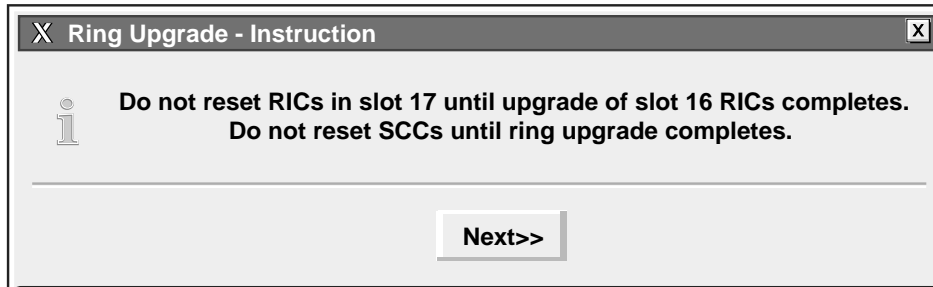 X Ring Upgrade - Instruction X
Do not reset RICs in slot 17 until upgrade of slot 16 RICs completes.
Do not reset SCCs until ring upgrade completes.
Next>>